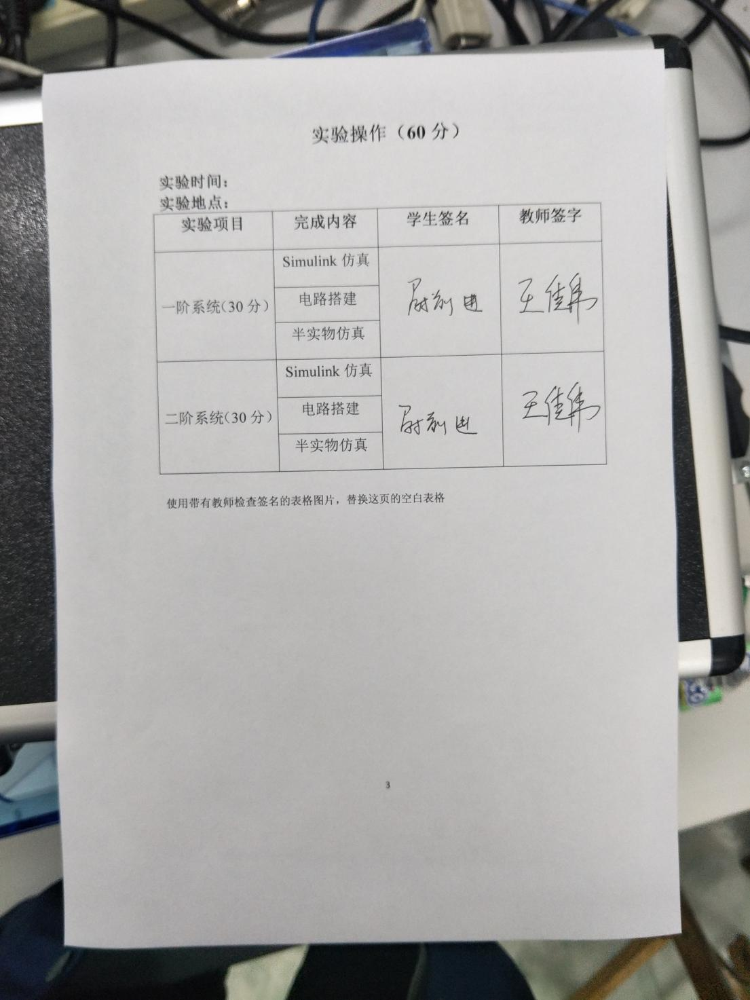 实验操作（60 分）
实验时间：
实验地点：
实验项目 完成内容 学生签名 教师签字
一阶系统（30 分）
Simulink 仿真
电路搭建
半实物仿真
尉前进 王佳伟
二阶系统（30 分）
Simulink 仿真
电路搭建
半实物仿真
尉前进 王佳伟
使用带有教师检查签名的表格图片，替换这页的空白表格
3